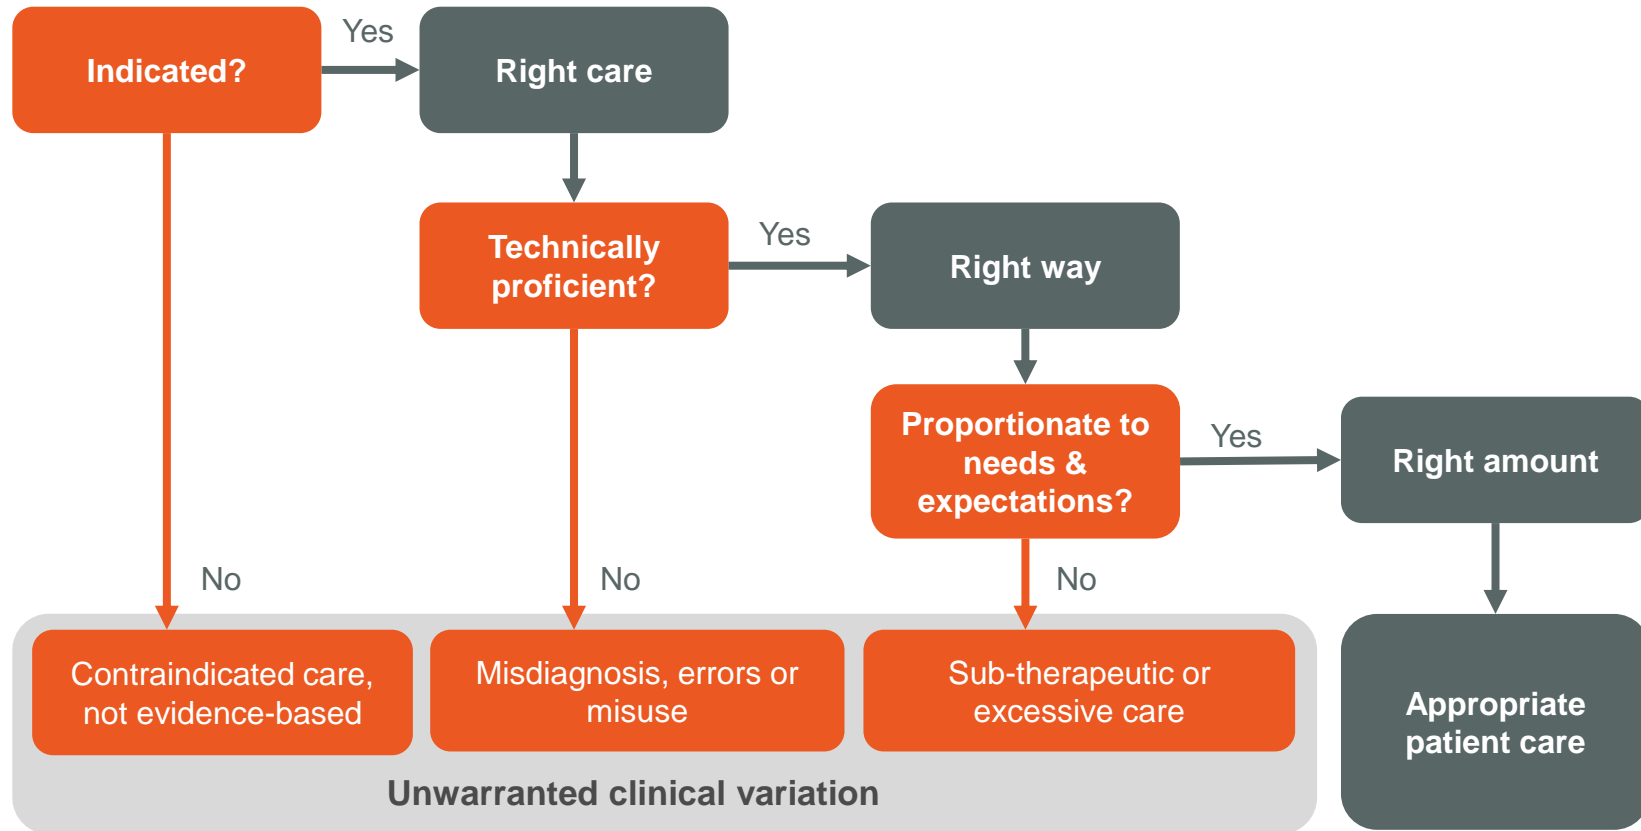 Indicated?
Yes
Right care
Technically
proficient?
Yes
Right way
Proportionate to
needs &
expectations?
Yes
Right amount
No
No
No
Contraindicated care,
not evidence-based
Misdiagnosis, errors or
misuse
Sub-therapeutic or
excessive care
Appropriate
patient care
Unwarranted clinical variation